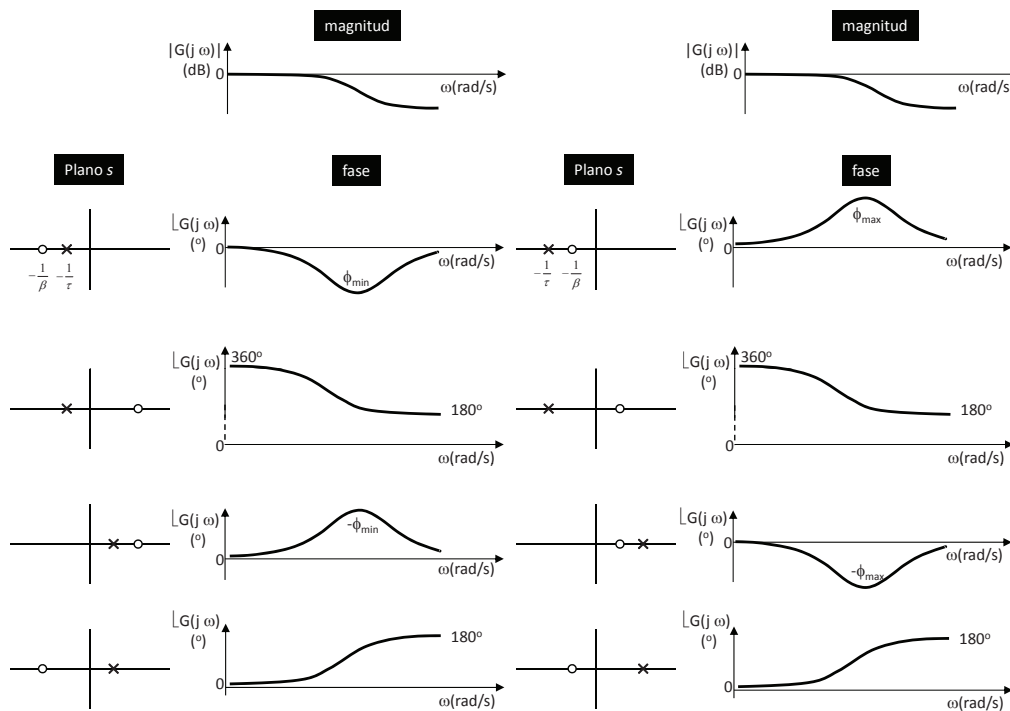 magnitud
magnitud
|G(j ω)|
(dB)
0
ω(rad/s)
|G(j ω)|
(dB)
0
ω(rad/s)
Plano s
fase
Plano s
fase
-1/β -1/τ
⌊G(j ω)
(º)
0
ω(rad/s)
ϕmin
-1/τ -1/β
⌊G(j ω)
(º)
0
ω(rad/s)
ϕmax
⌊G(j ω)
(º)
360º
180º
0
ω(rad/s)
⌊G(j ω)
(º)
360º
180º
0
ω(rad/s)
⌊G(j ω)
(º)
0
-ϕmin
ω(rad/s)
⌊G(j ω)
(º)
0
-ϕmax
ω(rad/s)
⌊G(j ω)
(º)
0
180º
ω(rad/s)
⌊G(j ω)
(º)
0
180º
ω(rad/s)